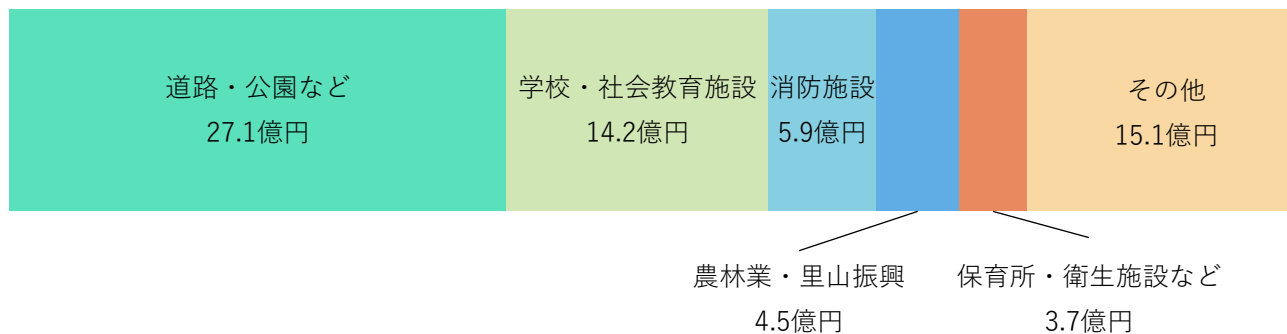 道路・公園など
27.1億円
学校・社会教育施設
14.2億円
消防施設
5.9億円
その他
15.1億円
農林業・里山振興
4.5億円
保育所・衛生施設など
3.7億円